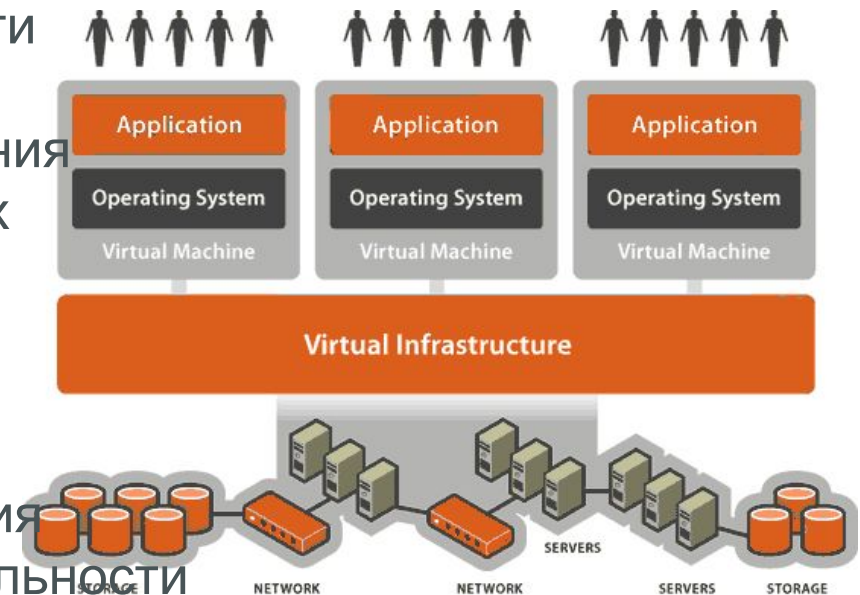 ти
Application Application Application
ния
Operating System Operating System Operating System
х
Virtual Machine Virtual Machine Virtual Machine
Virtual Infrastructure
ия
SERVERS
льности
STORAGE NETWORK NETWORK SERVERS STORAGE